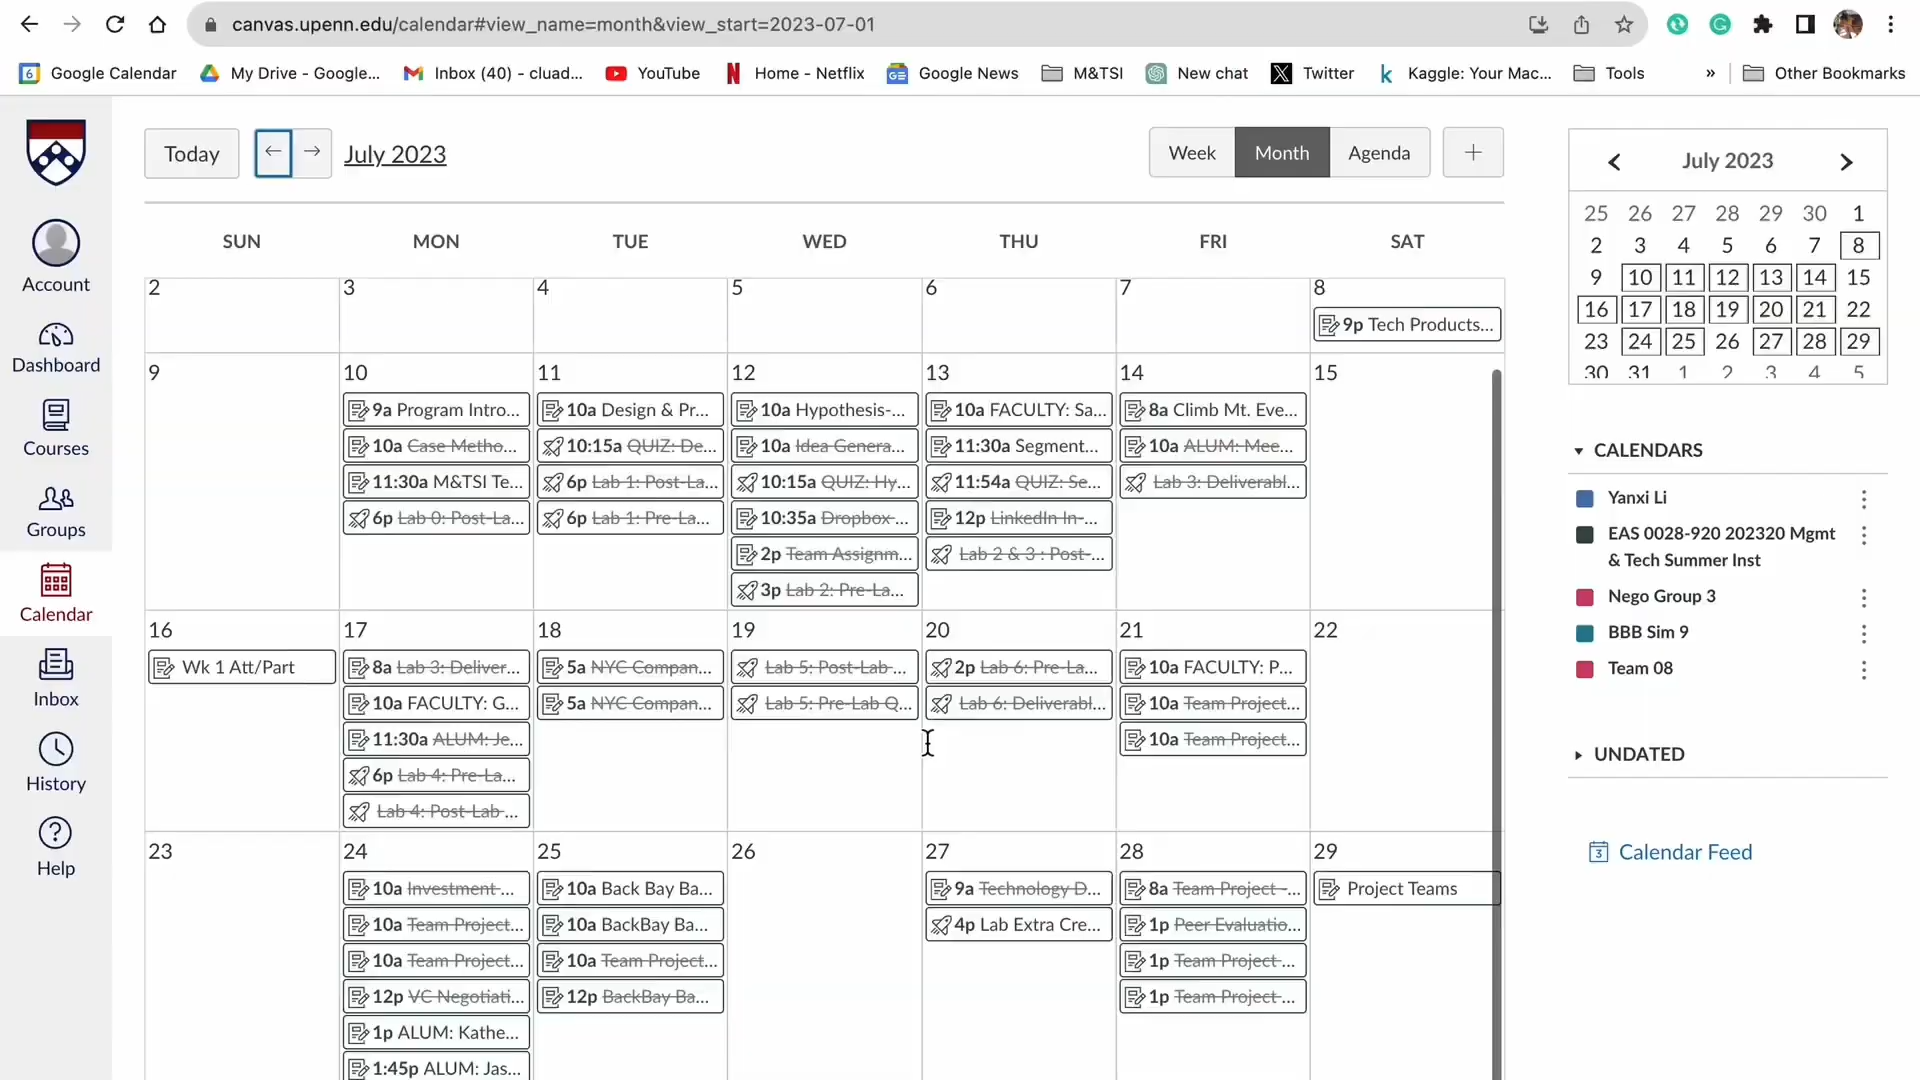 canvas.upenn.edu/calendar#view_name=month&view_start=2023-07-01
6 Google Calendar My Drive - Google... Inbox (40) - cluad... YouTube Home - Netflix Google News M&TSI New chat Twitter Kaggle: Your Mac... Tools » Other Bookmarks
Account
Dashboard
Courses
Groups
Calendar
Inbox
History
Help
Today ← → July 2023 Week Month Agenda +
SUN MON TUE WED THU FRI SAT
2 3 4 5 6 7 8
9p Tech Products...
9 10 11 12 13 14 15
9a Program Intro... 10a Design & Pr... 10a Hypothesis-... 10a FACULTY: Sa... 8a Climb Mt. Eve...
10a Case Metho... 10:15a QUIZ: De... 10a Idea Genera... 11:30a Segment... 10a ALUM: Mee...
11:30a M&TSI Te... 6p Lab 1: Post-La... 10:15a QUIZ: Hy... 11:54a QUIZ: Se... Lab 3: Deliverabl...
6p Lab 0: Post-La... 6p Lab 1: Pre-La... 10:35a Dropbox ... 12p LinkedIn In-...
2p Team Assignm... Lab 2 & 3 : Post-...
3p Lab 2: Pre-La...
16 17 18 19 20 21 22
Wk 1 Att/Part 8a Lab 3: Deliver... 5a NYC Compan... Lab 5: Post-Lab ... 2p Lab 6: Pre-La... 10a FACULTY: P...
10a FACULTY: G... 5a NYC Compan... Lab 5: Pre-Lab Q... Lab 6: Deliverabl... 10a Team Project...
11:30a ALUM: Je... 10a Team Project...
6p Lab 4: Pre-La...
Lab 4: Post-Lab ...
23 24 25 26 27 28 29
10a Investment ... 10a Back Bay Ba... 9a Technology D... 8a Team Project -... Project Teams
10a Team Project... 10a BackBay Ba... 4p Lab Extra Cre... 1p Peer Evaluatio...
10a Team Project... 10a Team Project... 1p Team Project ...
12p VC Negotiati... 12p BackBay Ba... 1p Team Project ...
1p ALUM: Kathe...
1:45p ALUM: Jas...
July 2023
25 26 27 28 29 30 1
2 3 4 5 6 7 8
9 10 11 12 13 14 15
16 17 18 19 20 21 22
23 24 25 26 27 28 29
30 31 1 2 3 4 5
CALENDARS
Yanxi Li
EAS 0028-920 202320 Mgmt
& Tech Summer Inst
Nego Group 3
BBB Sim 9
Team 08
UNDATED
3 Calendar Feed